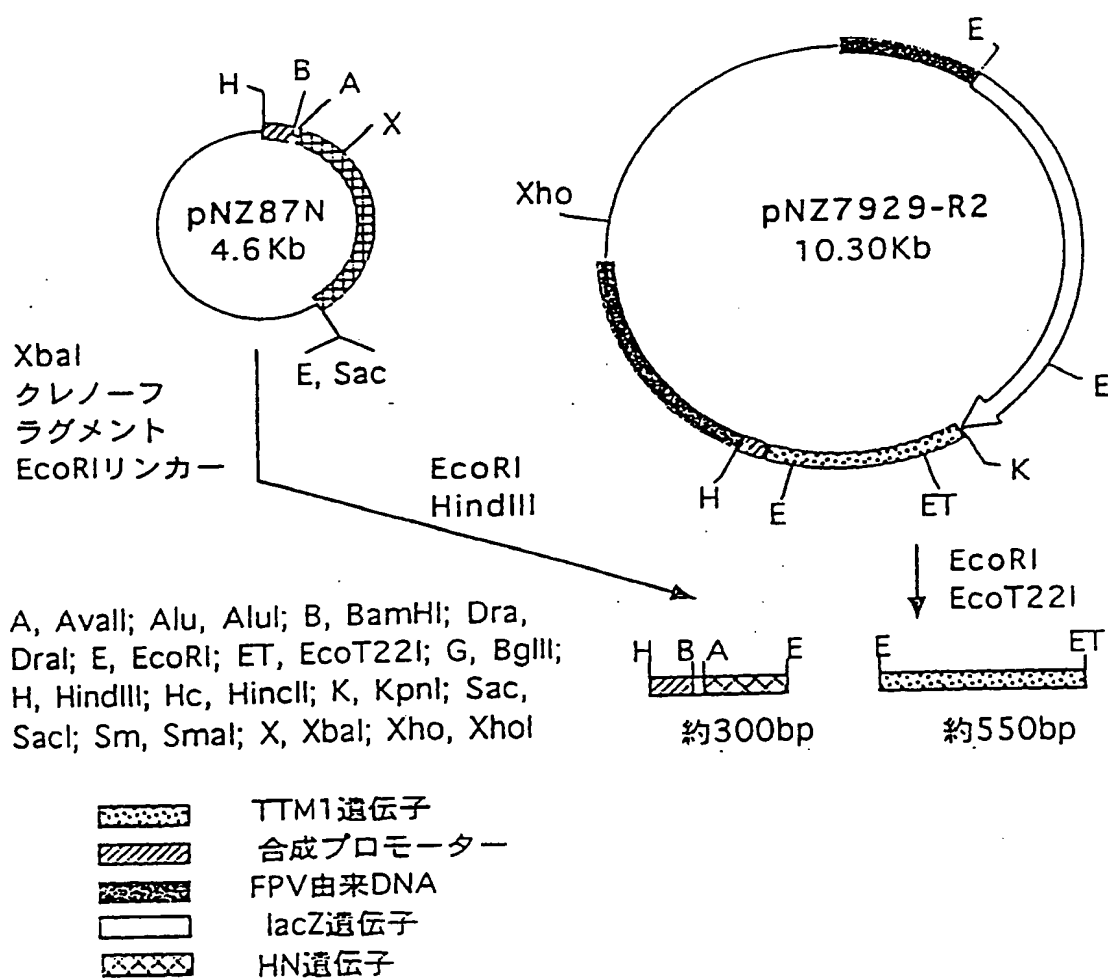 H
B
A
X
pNZ87N
4.6Kb
E, Sac
E
Xho
pNZ7929-R2
10.30Kb
E
K
ET
E
H
XbaI
クレノーフ
ラグメント
EcoRIリンカー
EcoRI
HindIII
EcoRI
EcoT22I
A, AvaII; Alu, AluI; B, BamHI; Dra,
DraI; E, EcoRI; ET, EcoT22I; G, BglII;
H, HindIII; Hc, HincII; K, KpnI; Sac,
SacI; Sm, SmaI; X, XbaI; Xho, XhoI
H B A E
約300bp
E ET
約550bp
TTM1遺伝子
合成プロモーター
FPV由来DNA
lacZ遺伝子
HN遺伝子